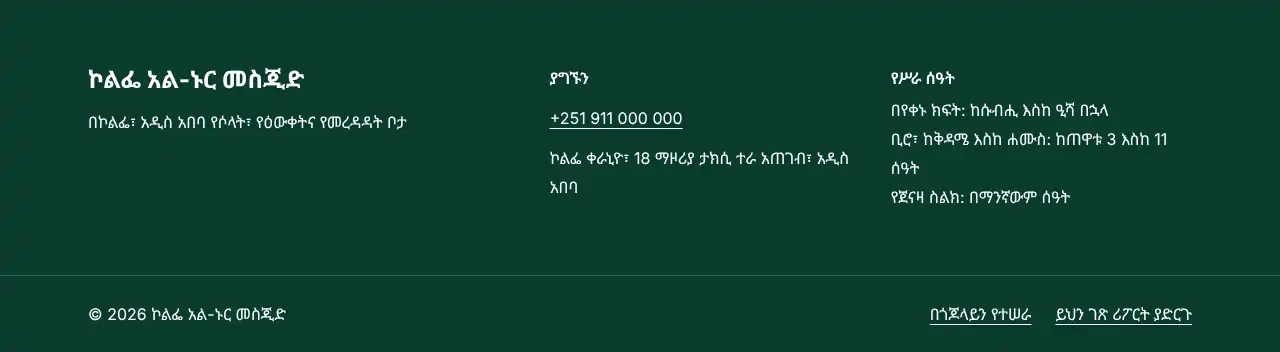 ኮልፌ አል-ኑር መስጂድ
በኮልፌ፣ አዲስ አበባ የሶላት፣ የዕውቀትና የመረዳዳት ቦታ
ያግኙን
+251 911 000 000
ኮልፌ ቀራኒዮ፣ 18 ማዞሪያ ታክሲ ተራ አጠገብ፣ አዲስ
አበባ
የሥራ ሰዓት
በየቀኑ ክፍት: ከሱብሒ እስከ ዒሻ በኋላ
ቢሮ፣ ከቅዳሜ እስከ ሐሙስ: ከጠዋቱ 3 እስከ 11
ሰዓት
የጀናዛ ስልክ: በማንኛውም ሰዓት
© 2026 ኮልፌ አል-ኑር መስጂድ
በጎጆላይን የተሠራ
ይህን ገጽ ሪፖርት ያድርጉ